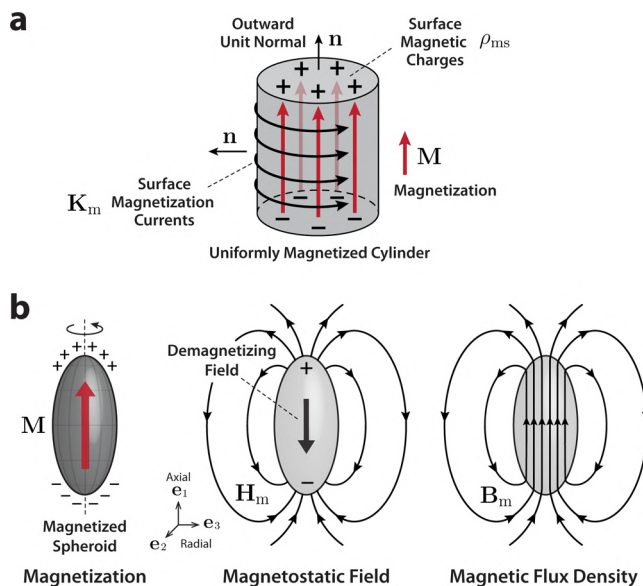 a
Outward
Unit Normal
n
Surface
Magnetic
Charges
ρms
+ +
+ + +
n
M
Magnetization
Surface
Magnetization
Currents
Km
− −
− − −
Uniformly Magnetized Cylinder
b
+ + + + + + + +
M
− − − − − − −
Magnetized
Spheroid
Axial
e1
e2
e3
Radial
Magnetization
Demagnetizing
Field
+
Hm
−
Magnetostatic Field
Bm
Magnetic Flux Density